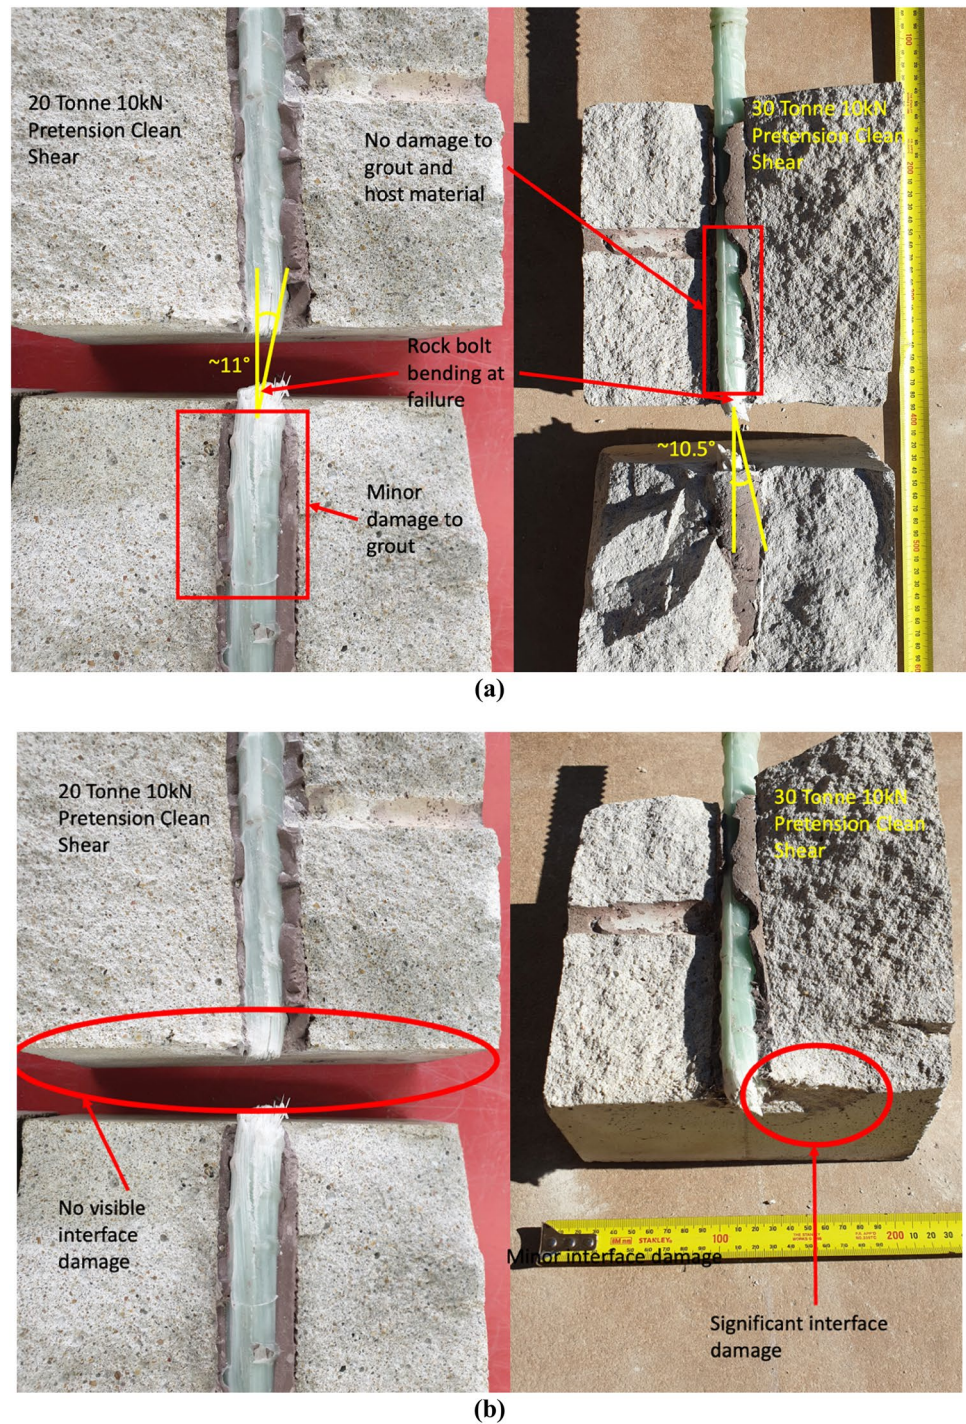 20 Tonne 10kN
Pretension Clean
Shear
No damage to
grout and
host material
30 Tonne 10kN
Pretension Clean
Shear
~11°
Rock bolt
bending at
failure
~10.5°
Minor
damage to
grout
(a)
20 Tonne 10kN
Pretension Clean
Shear
30 Tonne 10kN
Pretension Clean
Shear
No visible
interface
damage
STANLEY
100
200
Minor interface damage
Significant interface
damage
(b)